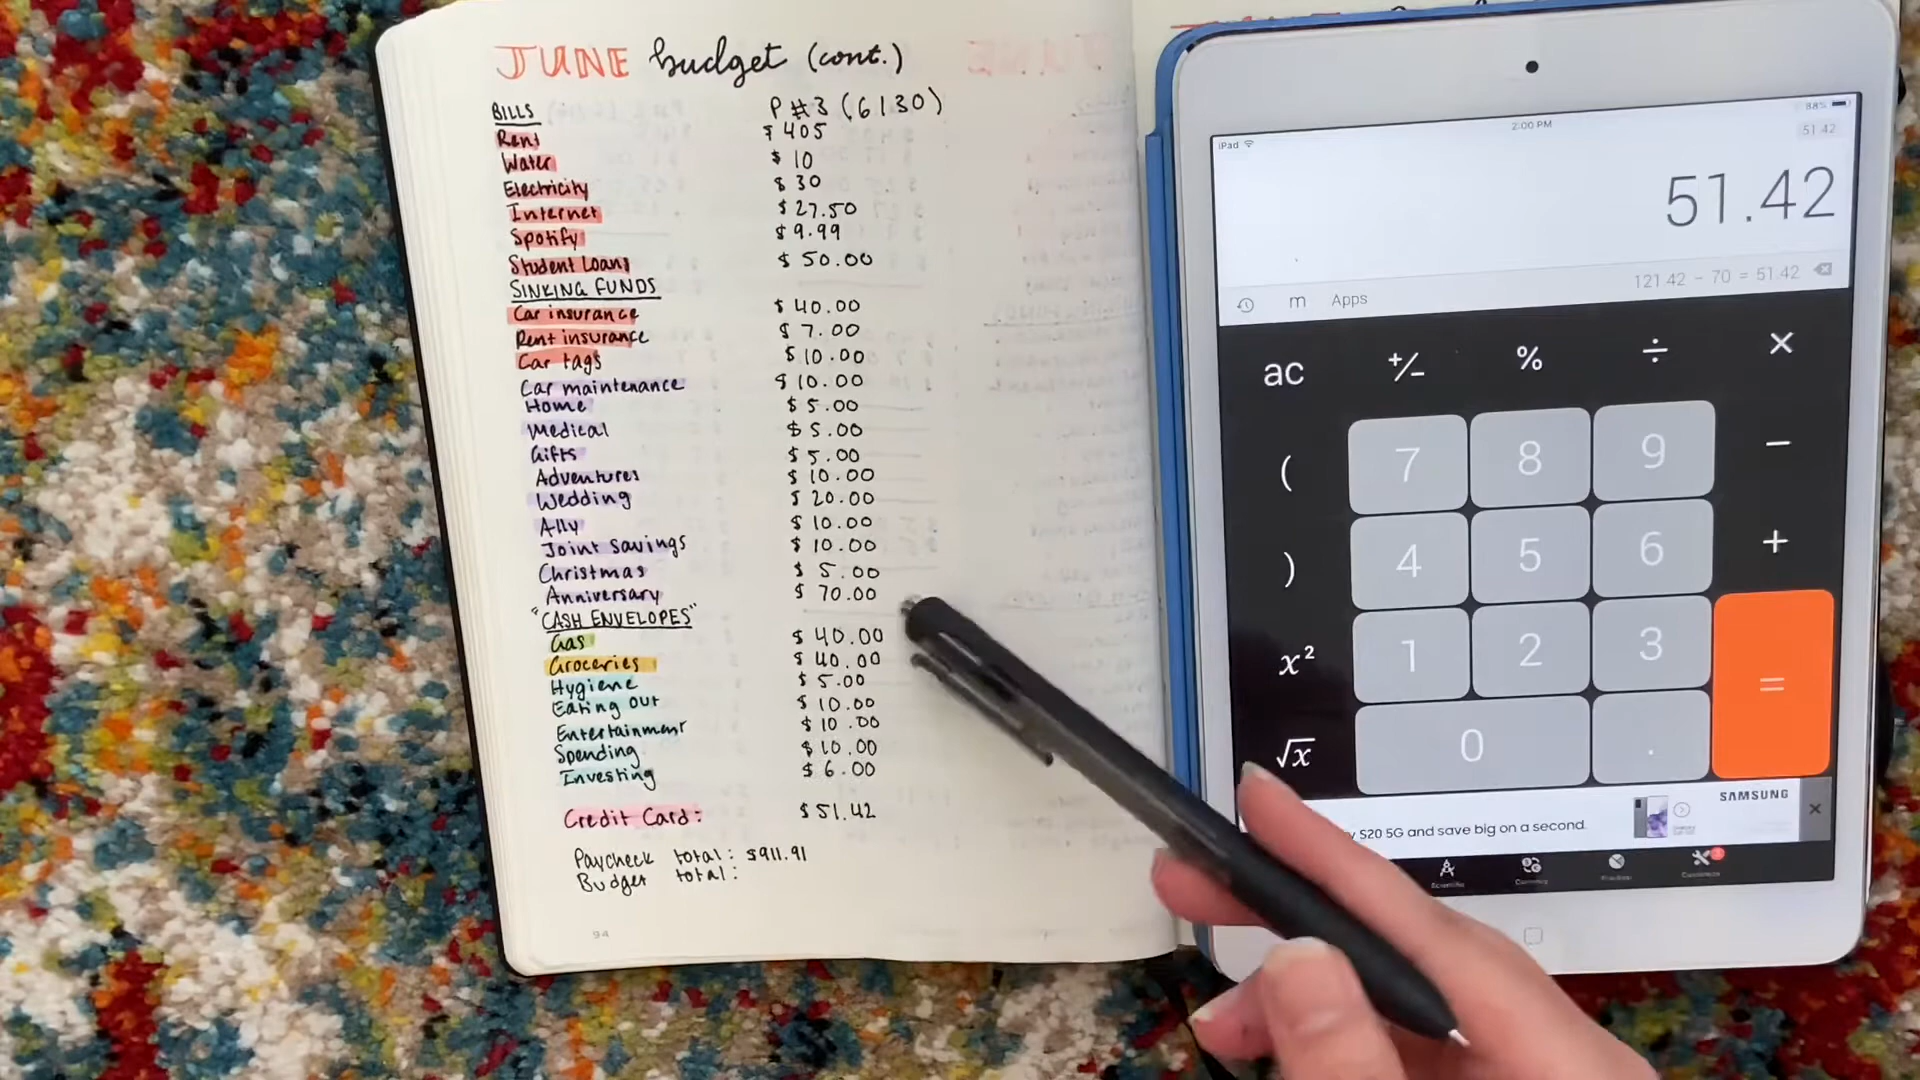 JUNE budget (cont.)
BILLS P #3 (6130)
Rent $405
Water $10
Electricity $30
Internet $27.50
Spotify $9.99
Student Loans $50.00
SINKING FUNDS
Car insurance $40.00
Rent insurance $7.00
Car tags $10.00
Car maintenance $10.00
Home $5.00
Medical $5.00
Gifts $5.00
Adventures $10.00
Wedding $20.00
Ally $10.00
Joint Savings $10.00
Christmas $5.00
Anniversary $70.00
"CASH ENVELOPES"
Gas $40.00
Groceries $40.00
Hygiene $5.00
Eating out $10.00
Entertainment $10.00
Spending $10.00
Investing $6.00
Credit Card: $51.42
Paycheck total: $911.91
Budget total:
94
iPad 2:00 PM 88%
51.42
51.42
121.42 − 70 = 51.42
m Apps
ac +/− % ÷ ×
( 7 8 9 −
) 4 5 6 +
x² 1 2 3 =
√x 0 .
SAMSUNG
S20 5G and save big on a second.
Scientific Currency